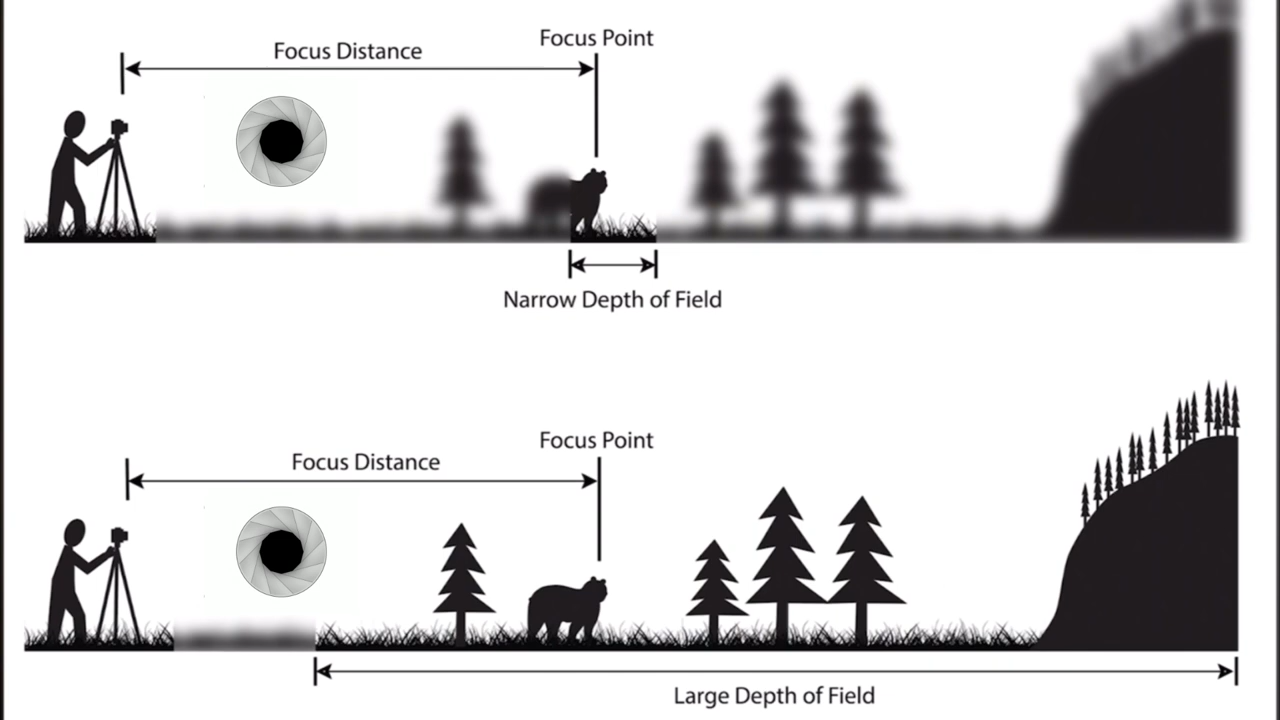 Focus Distance
Focus Point
Narrow Depth of Field
Focus Distance
Focus Point
Large Depth of Field